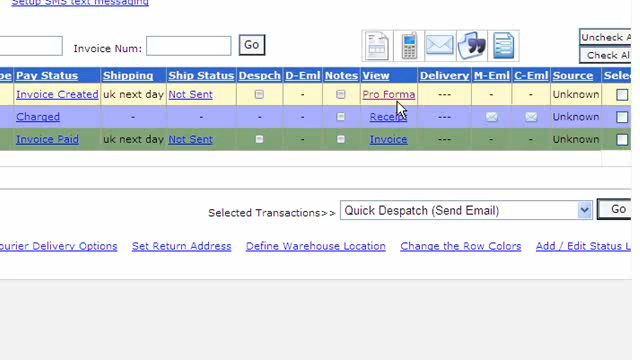 Setup SMS text messaging
Uncheck A
Invoice Num: Go
Check Al
pe Pay Status Shipping Ship Status Despch D-Eml Notes View Delivery M-Eml C-Eml Source Selec
Invoice Created uk next day Not Sent - Pro Forma --- - - Unknown
Charged - - - - Receipt --- Unknown
Invoice Paid uk next day Not Sent - Invoice --- - - Unknown
Selected Transactions>> Quick Despatch (Send Email) Go
ourier Delivery Options Set Return Address Define Warehouse Location Change the Row Colors Add / Edit Status L